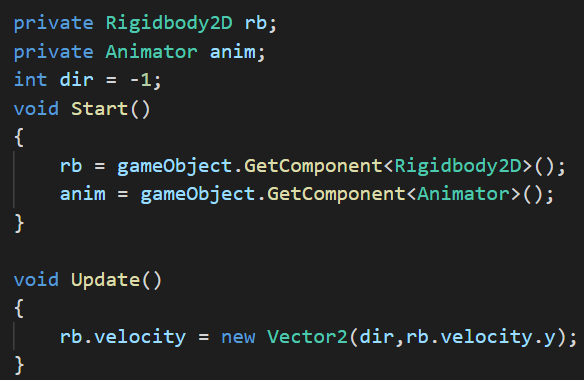 private Rigidbody2D rb;
private Animator anim;
int dir = -1;
void Start()
{
    rb = gameObject.GetComponent<Rigidbody2D>();
    anim = gameObject.GetComponent<Animator>();
}

void Update()
{
    rb.velocity = new Vector2(dir,rb.velocity.y);
}